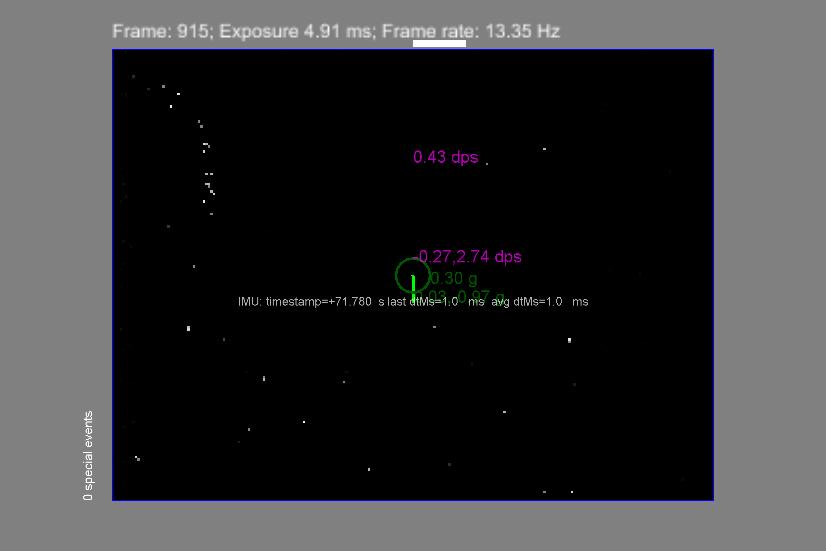 Frame: 915; Exposure 4.91 ms; Frame rate: 13.35 Hz
0.43 dps
-0.27,2.74 dps
0.30 g
IMU: timestamp=+71.780 s last dtMs=1.0 ms avg dtMs=1.0 ms
0 special events